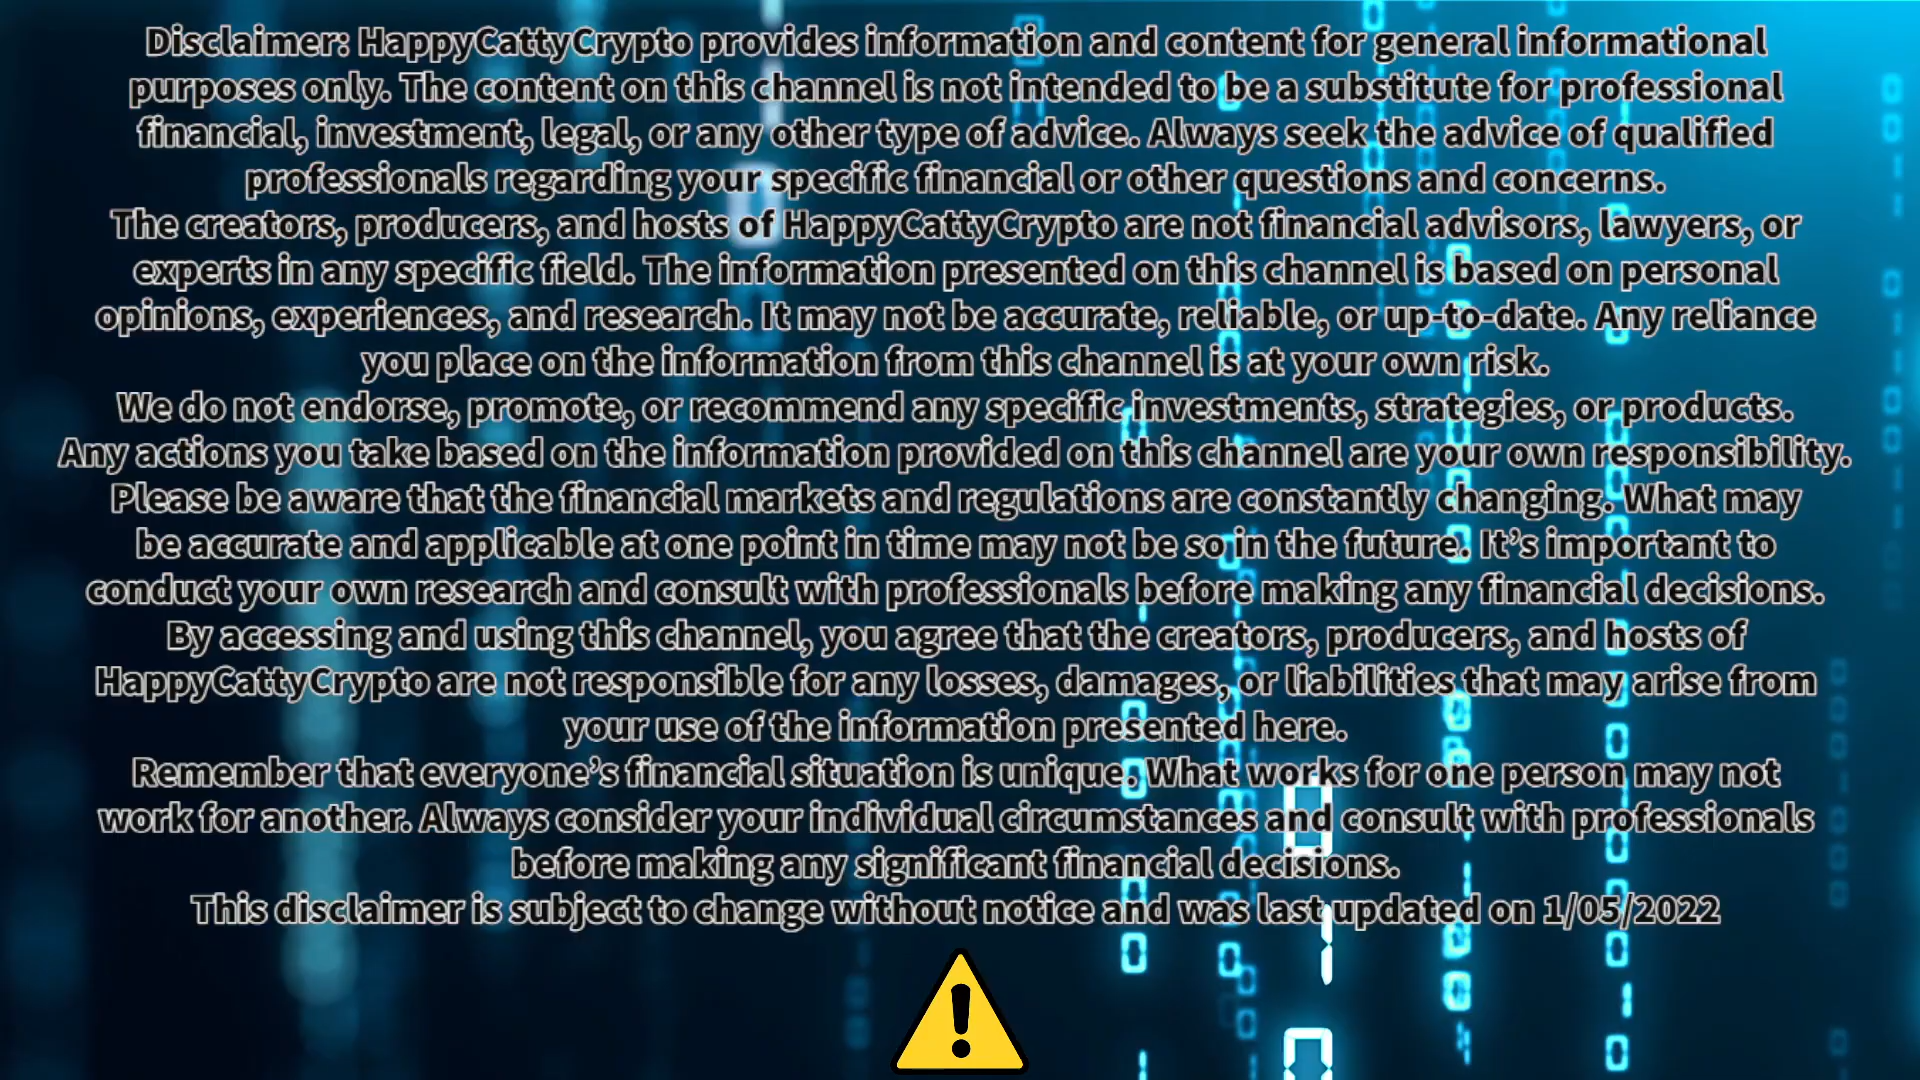 Disclaimer: HappyCattyCrypto provides information and content for general informational
purposes only. The content on this channel is not intended to be a substitute for professional
financial, investment, legal, or any other type of advice. Always seek the advice of qualified
professionals regarding your specific financial or other questions and concerns.
The creators, producers, and hosts of HappyCattyCrypto are not financial advisors, lawyers, or
experts in any specific field. The information presented on this channel is based on personal
opinions, experiences, and research. It may not be accurate, reliable, or up-to-date. Any reliance
you place on the information from this channel is at your own risk.
We do not endorse, promote, or recommend any specific investments, strategies, or products.
Any actions you take based on the information provided on this channel are your own responsibility.
Please be aware that the financial markets and regulations are constantly changing. What may
be accurate and applicable at one point in time may not be so in the future. It’s important to
conduct your own research and consult with professionals before making any financial decisions.
By accessing and using this channel, you agree that the creators, producers, and hosts of
HappyCattyCrypto are not responsible for any losses, damages, or liabilities that may arise from
your use of the information presented here.
Remember that everyone’s financial situation is unique. What works for one person may not
work for another. Always consider your individual circumstances and consult with professionals
before making any significant financial decisions.
This disclaimer is subject to change without notice and was last updated on 1/05/2022